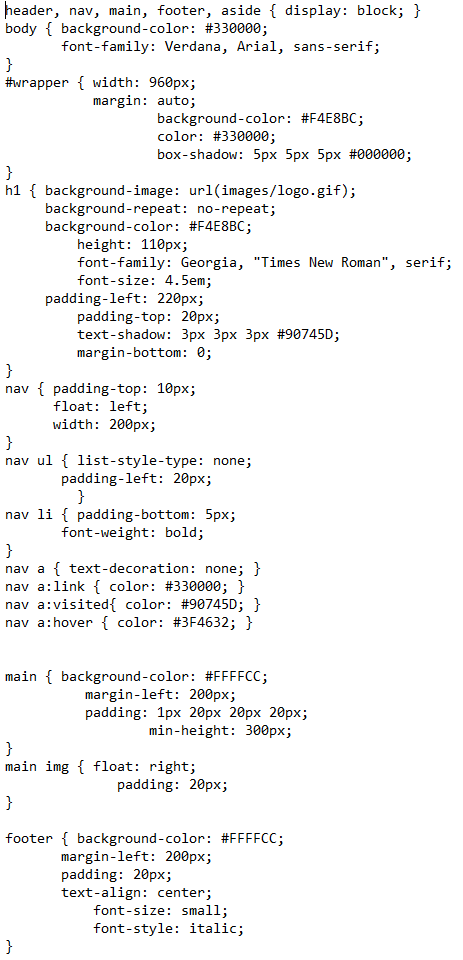 header, nav, main, footer, aside { display: block; }
body { background-color: #330000;
       font-family: Verdana, Arial, sans-serif;
}
#wrapper { width: 960px;
           margin: auto;
                   background-color: #F4E8BC;
                   color: #330000;
                   box-shadow: 5px 5px 5px #000000;
}
h1 { background-image: url(images/logo.gif);
     background-repeat: no-repeat;
     background-color: #F4E8BC;
         height: 110px;
         font-family: Georgia, "Times New Roman", serif;
         font-size: 4.5em;
     padding-left: 220px;
         padding-top: 20px;
         text-shadow: 3px 3px 3px #90745D;
         margin-bottom: 0;
}
nav { padding-top: 10px;
      float: left;
      width: 200px;
}
nav ul { list-style-type: none;
       padding-left: 20px;
         }
nav li { padding-bottom: 5px;
       font-weight: bold;
}
nav a { text-decoration: none; }
nav a:link { color: #330000; }
nav a:visited{ color: #90745D; }
nav a:hover { color: #3F4632; }


main { background-color: #FFFFCC;
          margin-left: 200px;
          padding: 1px 20px 20px 20px;
                  min-height: 300px;
}
main img { float: right;
              padding: 20px;
}

footer { background-color: #FFFFCC;
       margin-left: 200px;
       padding: 20px;
       text-align: center;
           font-size: small;
           font-style: italic;
}